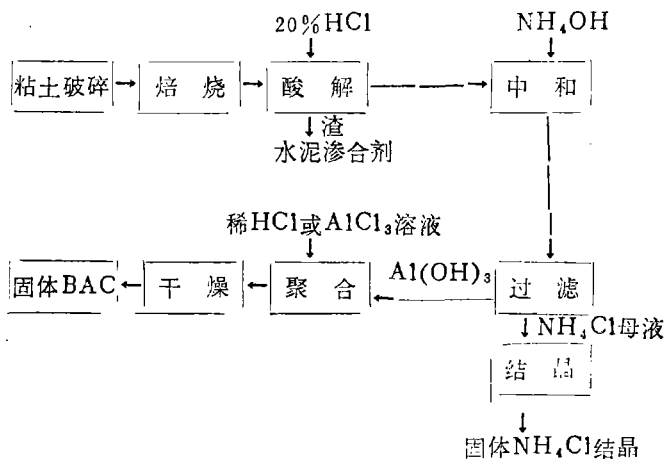 20%HCl
NH₄OH
粘土破碎
焙烧
酸解
中和
渣
水泥渗合剂
稀HCl或AlCl₃溶液
固体BAC
干燥
聚合
Al(OH)₃
过滤
NH₄Cl母液
结晶
固体NH₄Cl结晶